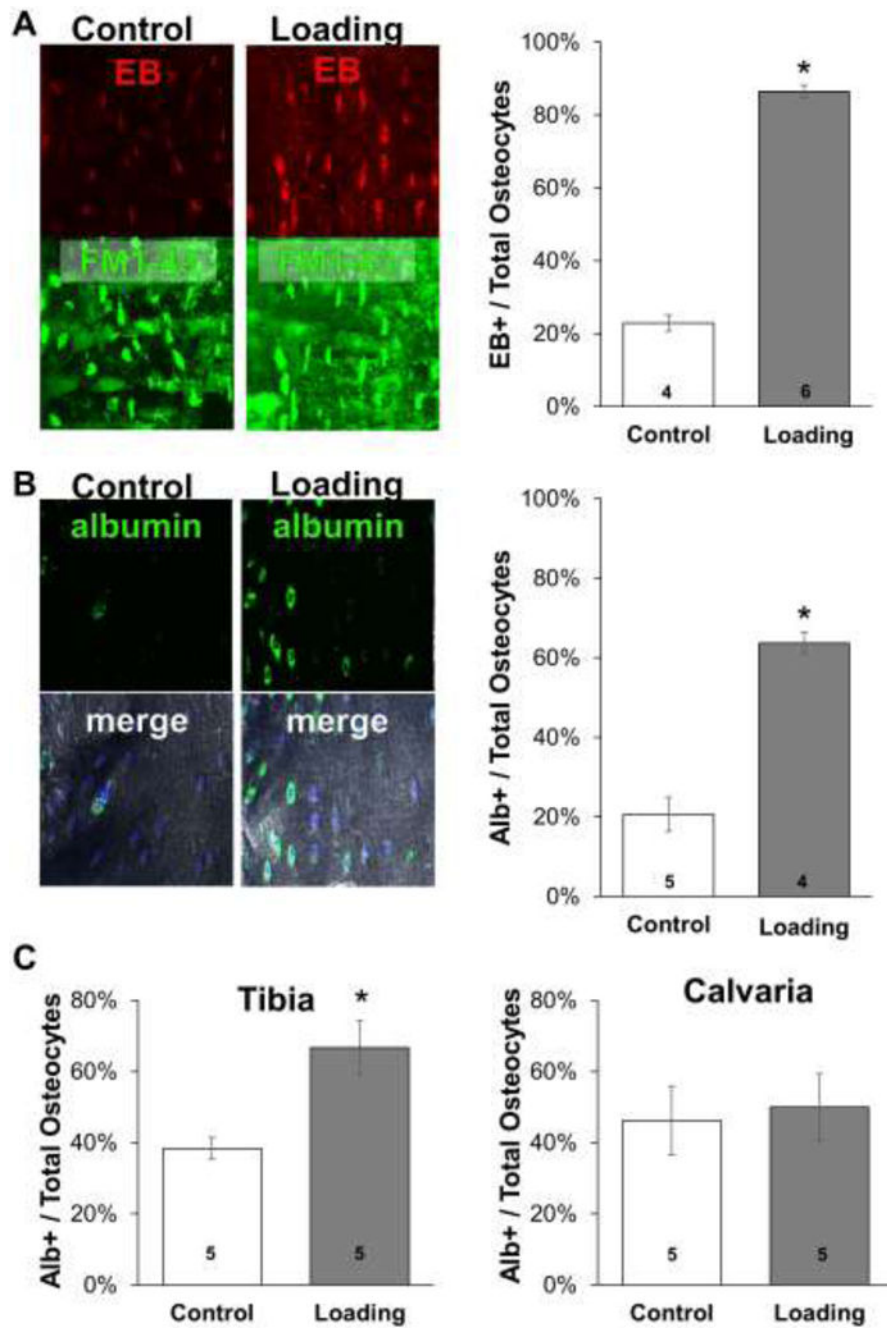 A
Control
Loading
EB
EB
FM1-43
100%
80%
60%
40%
20%
0%
EB+ / Total Osteocytes
*
4
6
Control
Loading
B
Control
Loading
albumin
albumin
merge
merge
100%
80%
60%
40%
20%
0%
Alb+ / Total Osteocytes
*
5
4
Control
Loading
C
Tibia
80%
60%
40%
20%
0%
Alb+ / Total Osteocytes
*
5
5
Control
Loading
Calvaria
80%
60%
40%
20%
0%
Alb+ / Total Osteocytes
5
5
Control
Loading